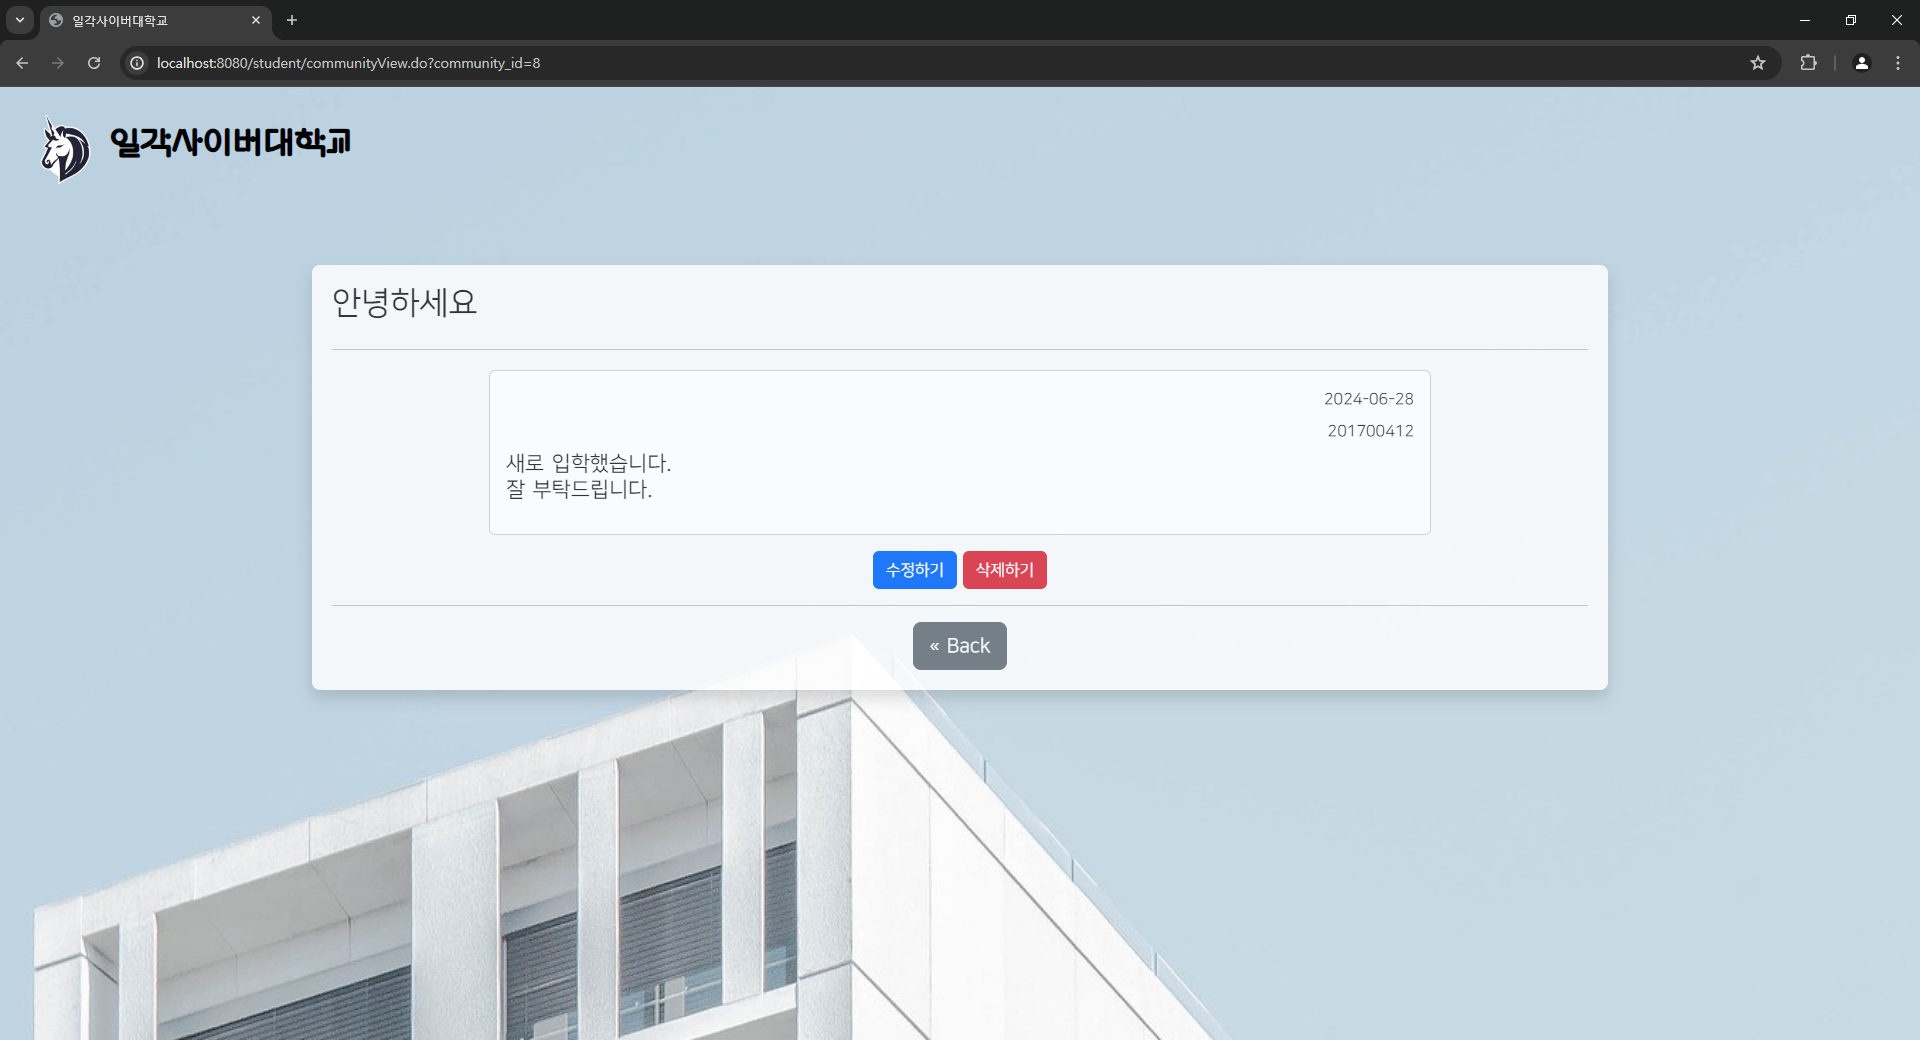 일각사이버대학교
localhost:8080/student/communityView.do?community_id=8
일각사이버대학교
안녕하세요
2024-06-28
201700412
새로 입학했습니다.
잘 부탁드립니다.
수정하기 삭제하기
« Back